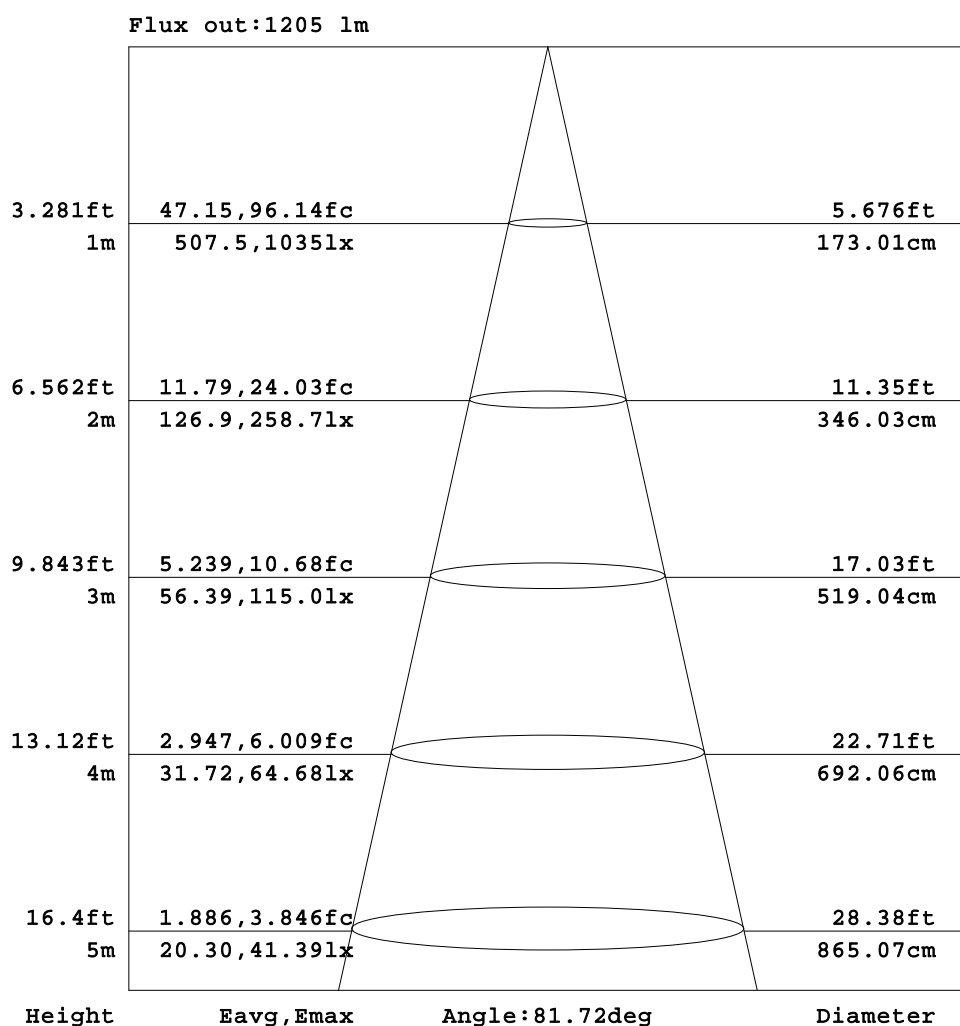 Flux out:1205 lm
3.281ft 47.15,96.14fc 5.676ft
1m 507.5,1035lx 173.01cm
6.562ft 11.79,24.03fc 11.35ft
2m 126.9,258.7lx 346.03cm
9.843ft 5.239,10.68fc 17.03ft
3m 56.39,115.0lx 519.04cm
13.12ft 2.947,6.009fc 22.71ft
4m 31.72,64.68lx 692.06cm
16.4ft 1.886,3.846fc 28.38ft
5m 20.30,41.39lx 865.07cm
Height Eavg,Emax Angle:81.72deg Diameter